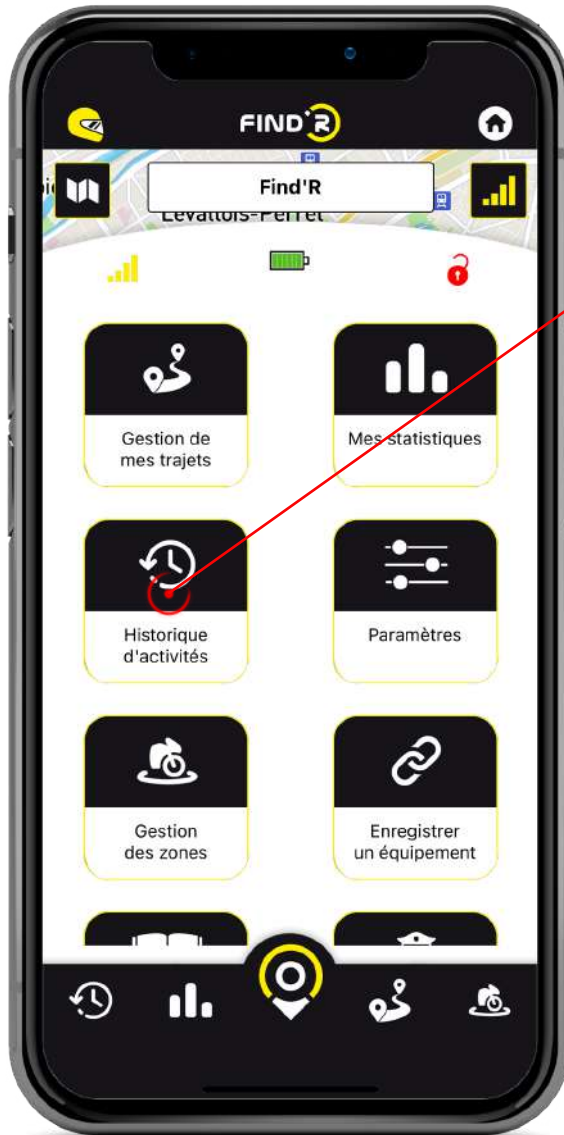 FIND'R
Find'R
Levallois-Perret
Gestion de
mes trajets
Mes statistiques
Historique
d'activités
Paramètres
Gestion
des zones
Enregistrer
un équipement